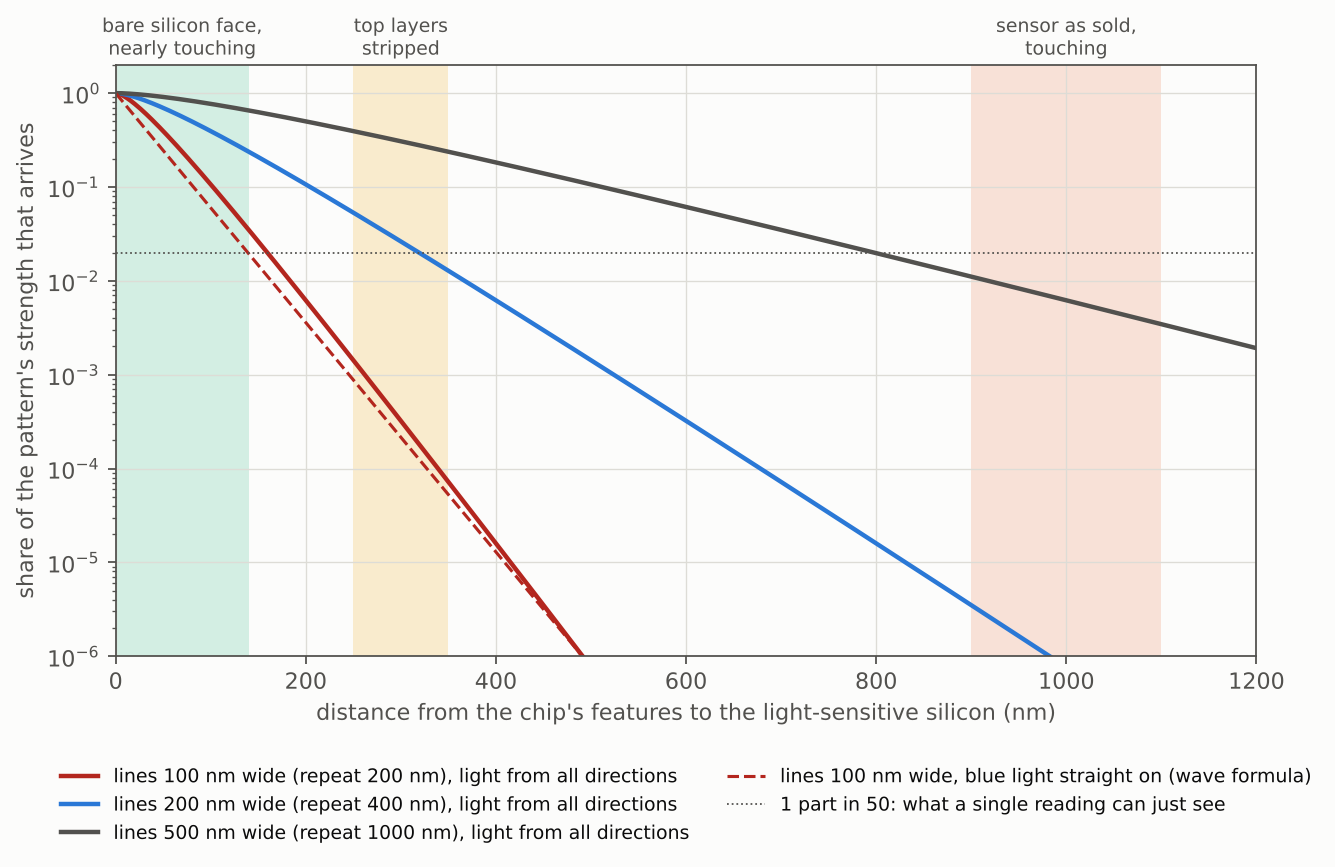 bare silicon face,
nearly touching
top layers
stripped
sensor as sold,
touching
share of the pattern's strength that arrives
10⁰
10⁻¹
10⁻²
10⁻³
10⁻⁴
10⁻⁵
10⁻⁶
0 200 400 600 800 1000 1200
distance from the chip's features to the light-sensitive silicon (nm)
lines 100 nm wide (repeat 200 nm), light from all directions
lines 200 nm wide (repeat 400 nm), light from all directions
lines 500 nm wide (repeat 1000 nm), light from all directions
lines 100 nm wide, blue light straight on (wave formula)
1 part in 50: what a single reading can just see